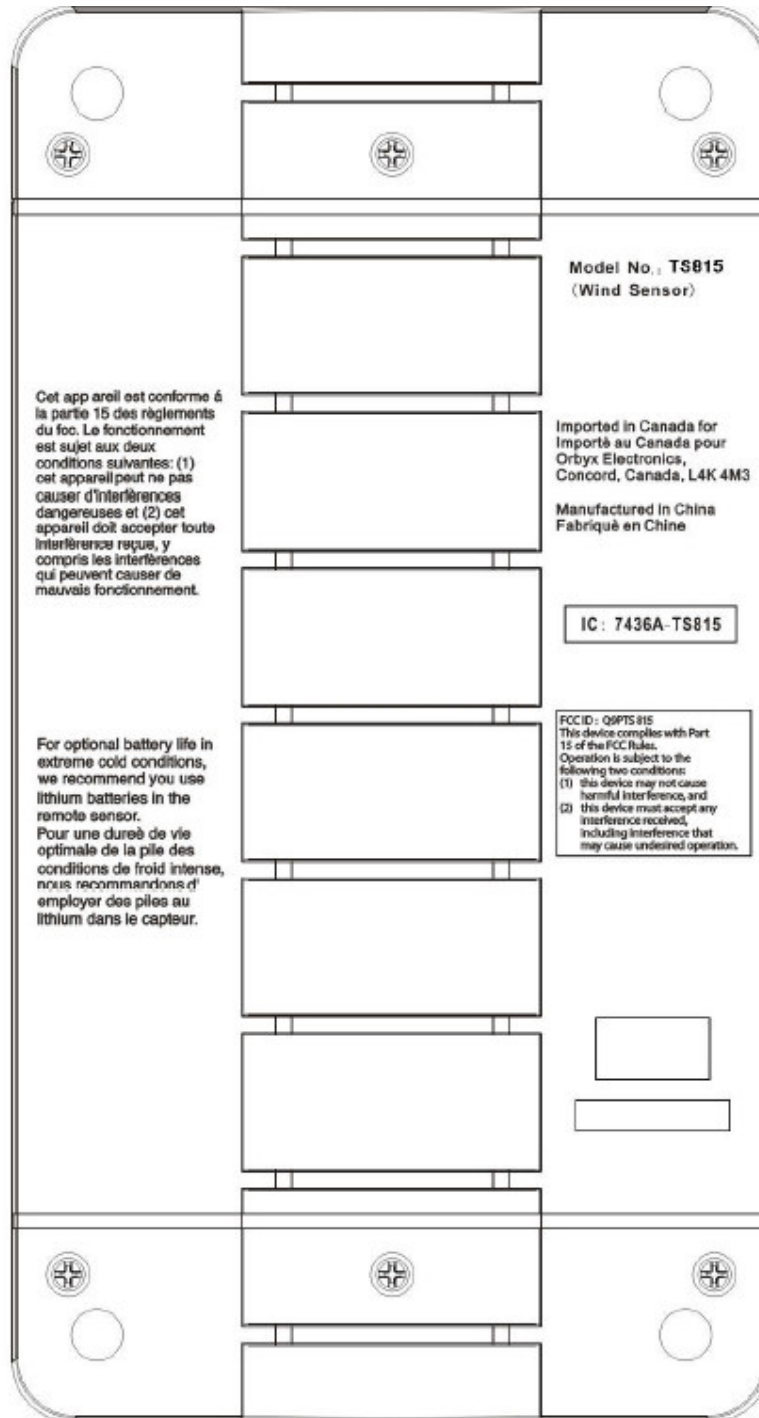 Model No.: TS815
(Wind Sensor)
Cet app areil est conforme á
la partie 15 des règlements
du fcc. Le fonctionnement
est sujet aux deux
conditions suivantes: (1)
cet appareil peut ne pas
causer d'interfèrences
dangereuses et (2) cet
appareil doit accepter toute
Interfèrence reçue, y
compris les interfèrences
qui peuvent causer de
mauvais fonctionnement.
Imported in Canada for
Importè au Canada pour
Orbyx Electronics,
Concord, Canada, L4K 4M3
Manufactured in China
Fabriquè en Chine
IC: 7436A-TS815
For optional battery life in
extreme cold conditions,
we recommend you use
lithium batteries in the
remote sensor.
Pour une dureè de vie
optimale de la pile des
conditions de froid intense,
nous recommandons d'
employer des piles au
lithium dans le capteur.
FCC ID: Q9PTS 815
This device complies with Part
15 of the FCC Rules.
Operation is subject to the
following two conditions:
(1) this device may not cause
harmful interference, and
(2) this device must accept any
interference received,
including interference that
may cause undesired operation.